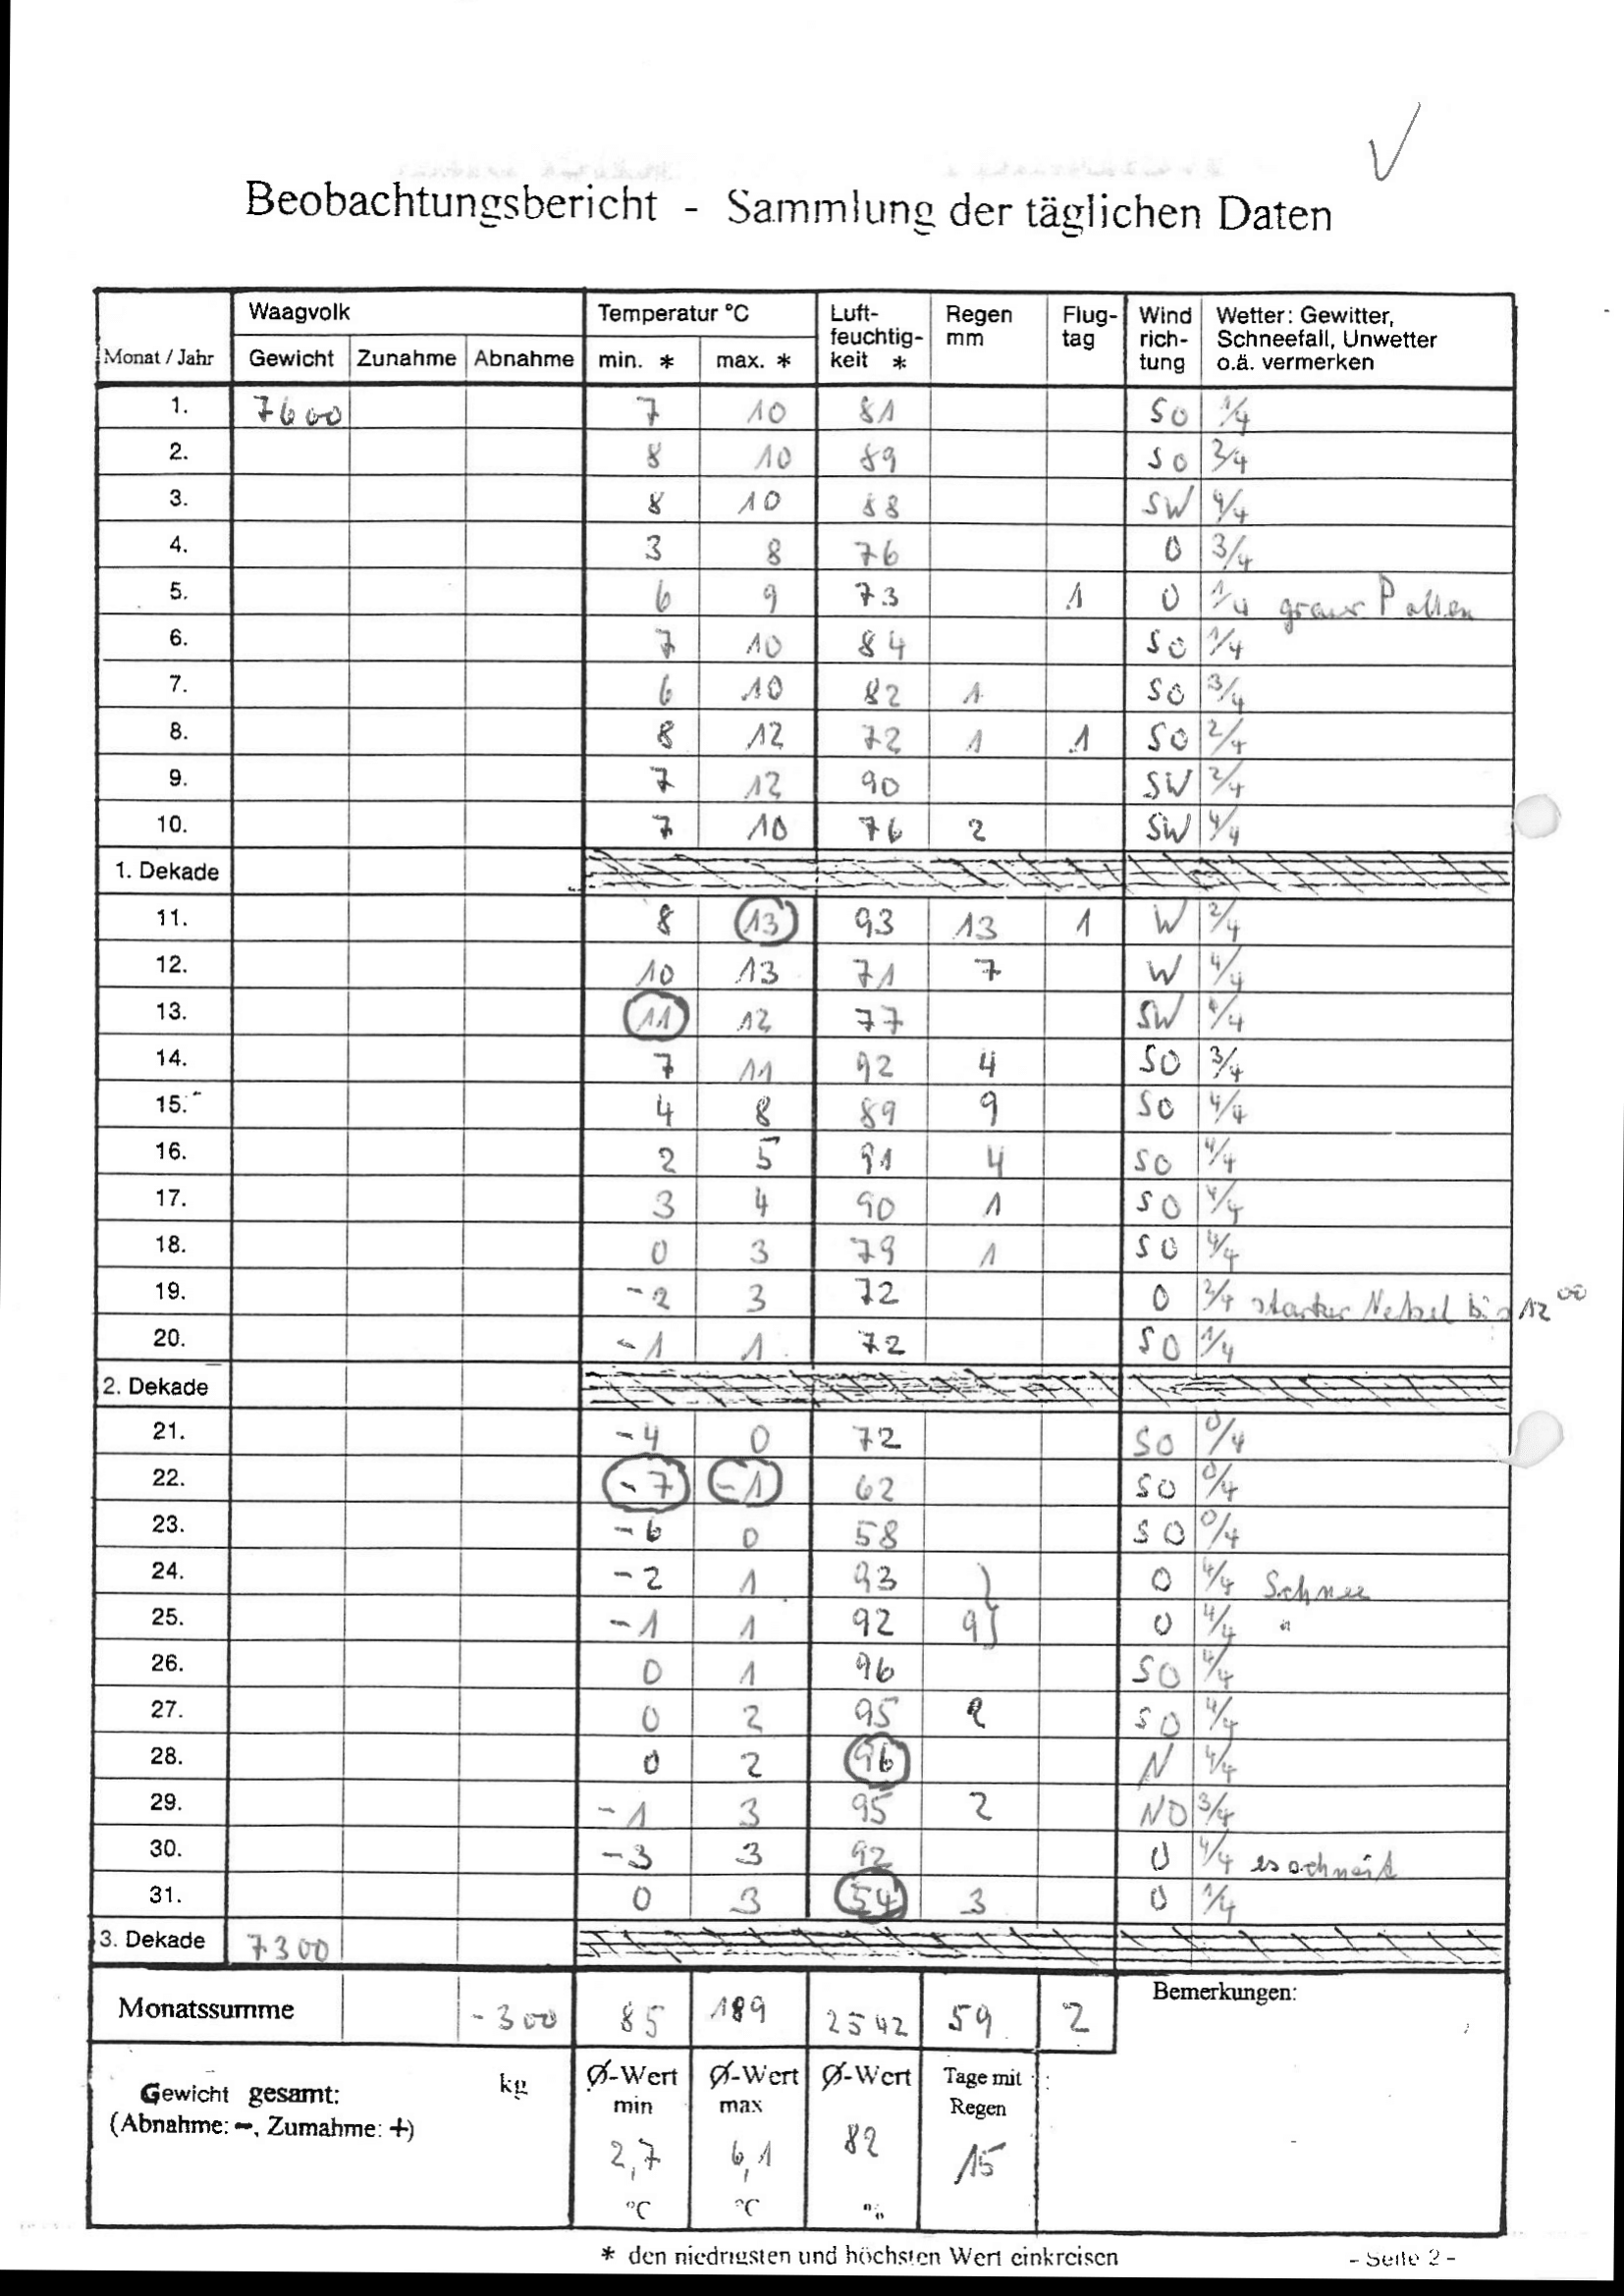 Beobachtungsbericht - Sammlung der täglichen Daten
Waagvolk Temperatur °C Luft- Regen Flug- Wind Wetter: Gewitter,
feuchtig- mm tag rich- Schneefall, Unwetter
Monat / Jahr Gewicht Zunahme Abnahme min. * max. * keit * tung o.ä. vermerken
1. 7600 7 10 81 SO 1/4
2. 8 10 89 SO 3/4
3. 8 10 88 SW 4/4
4. 3 8 76 O 3/4
5. 6 9 73 1 O 1/4 grauer Pollen
6. 7 10 84 SO 1/4
7. 6 10 82 1 SO 3/4
8. 8 12 72 1 1 SO 2/4
9. 7 12 90 SW 2/4
10. 7 10 76 2 SW 4/4
1. Dekade
11. 8 13 93 13 1 W 2/4
12. 10 13 71 7 W 4/4
13. 11 12 77 SW 4/4
14. 7 11 92 4 SO 3/4
15. 4 8 89 9 SO 4/4
16. 2 5 91 4 SO 4/4
17. 3 4 90 1 SO 4/4
18. 0 3 79 1 SO 4/4
19. -2 3 72 O 2/4 starker Nebel bis 12 00
20. -1 1 72 SO 1/4
2. Dekade
21. -4 0 72 SO 0/4
22. -7 -1 62 SO 0/4
23. -6 0 58 SO 0/4
24. -2 1 93 } O 4/4 Schnee
25. -1 1 92 9 O 4/4 "
26. 0 1 96 SO 4/4
27. 0 2 95 2 SO 4/4
28. 0 2 96 N 4/4
29. -1 3 95 2 NO 3/4
30. -3 3 92 O 4/4 es schneit
31. 0 3 54 3 O 1/4
3. Dekade 7300
Monatssumme -300 85 189 2542 59 2 Bemerkungen:
Gewicht gesamt: kg Ø-Wert Ø-Wert Ø-Wert Tage mit
(Abnahme: -, Zumahme: +) min max Regen
2,7 6,1 82 15
°C °C %
* den niedrigsten und höchsten Wert einkreisen - Seite 2 -